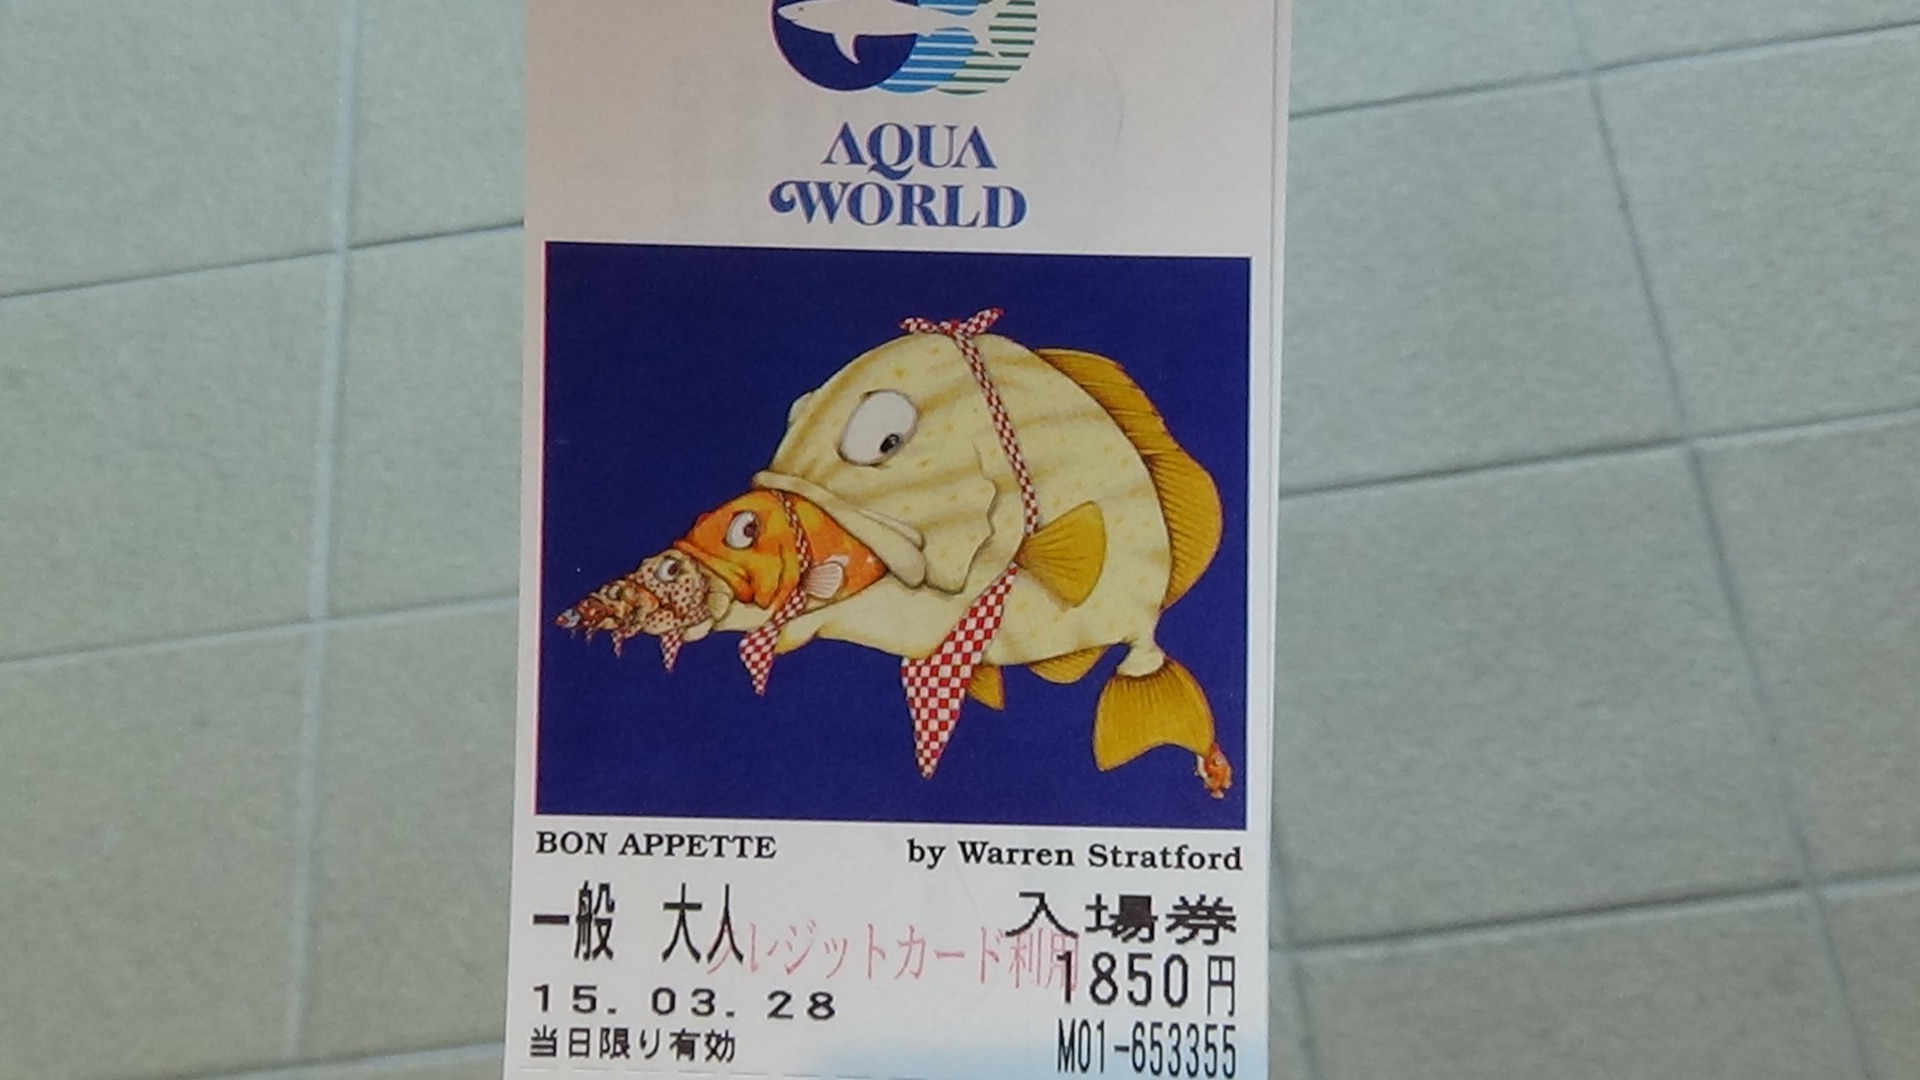 AQUA
WORLD
BON APPETTE
by Warren Stratford
一般 大人
入場券
クレジットカード利用
1850円
15. 03. 28
当日限り有効
M01-653355